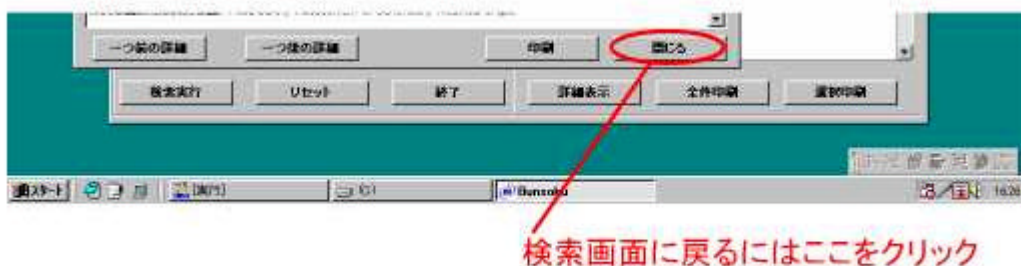 一つ前の詳細 一つ後の詳細 印刷 閉じる
検索実行 リセット 終了 詳細表示 全件印刷 選択印刷
スタート (C:) Bunsoku 16:26
検索画面に戻るにはここをクリック